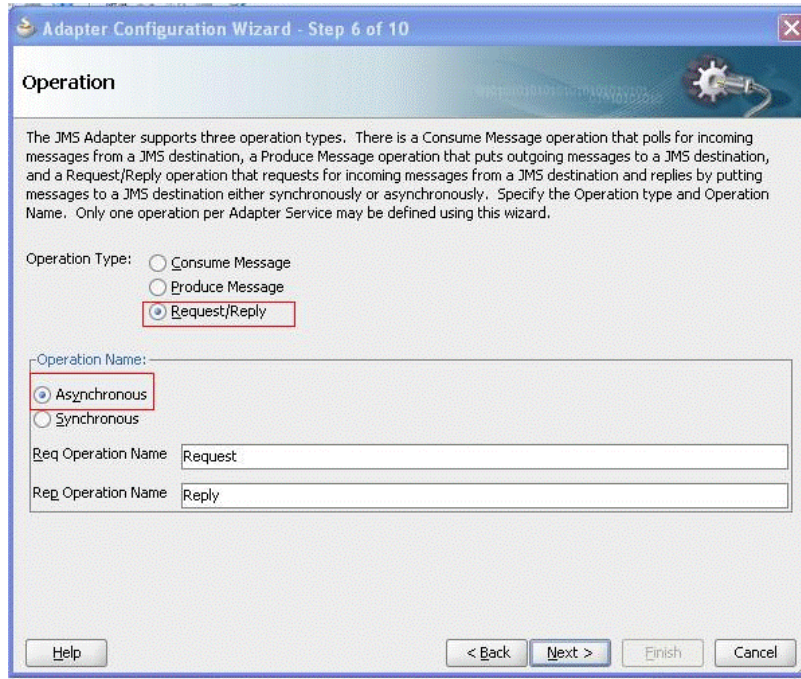 Adapter Configuration Wizard - Step 6 of 10
Operation
The JMS Adapter supports three operation types. There is a Consume Message operation that polls for incoming
messages from a JMS destination, a Produce Message operation that puts outgoing messages to a JMS destination,
and a Request/Reply operation that requests for incoming messages from a JMS destination and replies by putting
messages to a JMS destination either synchronously or asynchronously. Specify the Operation type and Operation
Name. Only one operation per Adapter Service may be defined using this wizard.
Operation Type:
Consume Message
Produce Message
Request/Reply
Operation Name:
Asynchronous
Synchronous
Req Operation Name Request
Rep Operation Name Reply
Help < Back Next > Finish Cancel